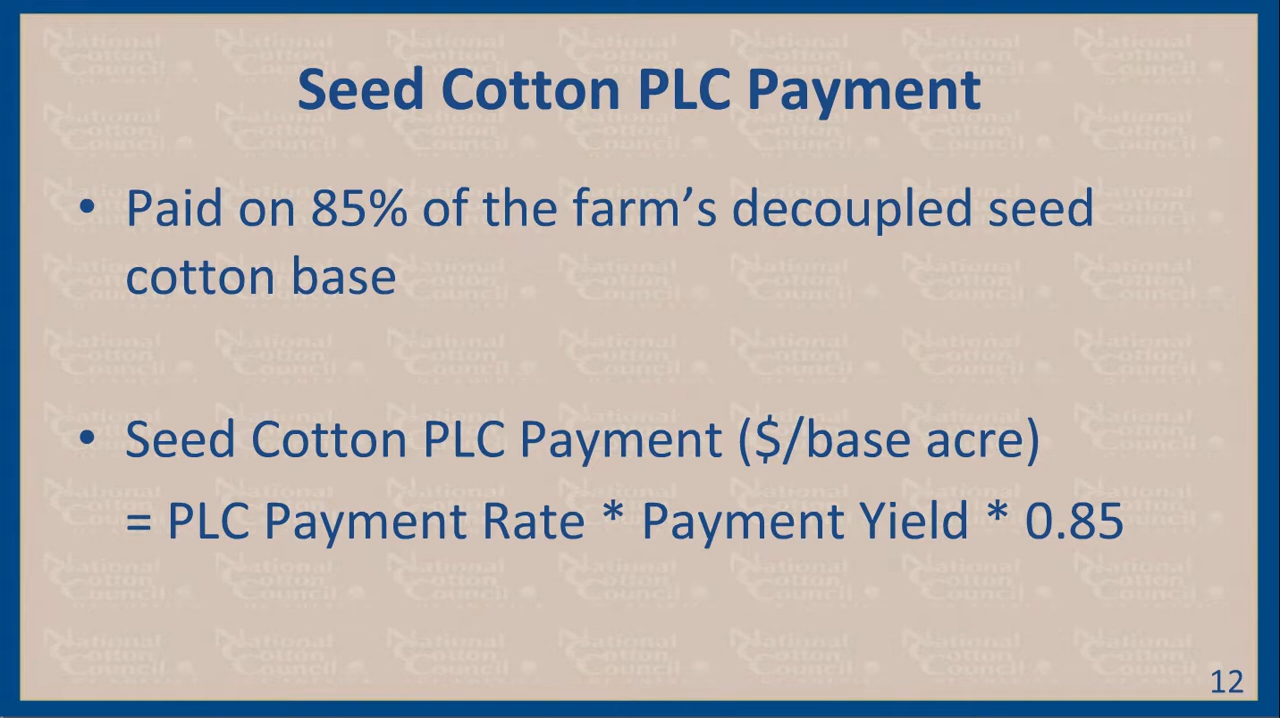 Seed Cotton PLC Payment
• Paid on 85% of the farm’s decoupled seed
cotton base
• Seed Cotton PLC Payment ($/base acre)
= PLC Payment Rate * Payment Yield * 0.85
12